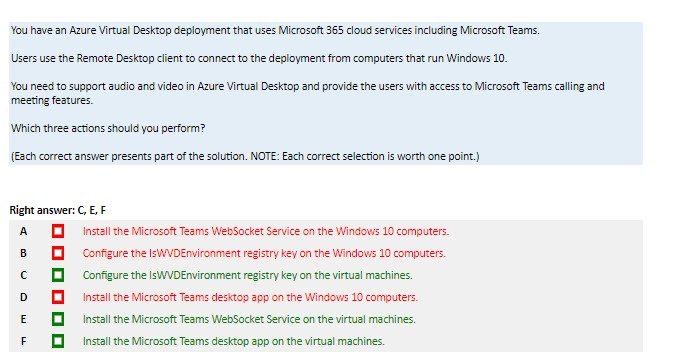 You have an Azure Virtual Desktop deployment that uses Microsoft 365 cloud services including Microsoft Teams.
Users use the Remote Desktop client to connect to the deployment from computers that run Windows 10.
You need to support audio and video in Azure Virtual Desktop and provide the users with access to Microsoft Teams calling and
meeting features.
Which three actions should you perform?
(Each correct answer presents part of the solution. NOTE: Each correct selection is worth one point.)
Right answer: C, E, F
A Install the Microsoft Teams WebSocket Service on the Windows 10 computers.
B Configure the IsWVDEnvironment registry key on the Windows 10 computers.
C Configure the IsWVDEnvironment registry key on the virtual machines.
D Install the Microsoft Teams desktop app on the Windows 10 computers.
E Install the Microsoft Teams WebSocket Service on the virtual machines.
F Install the Microsoft Teams desktop app on the virtual machines.